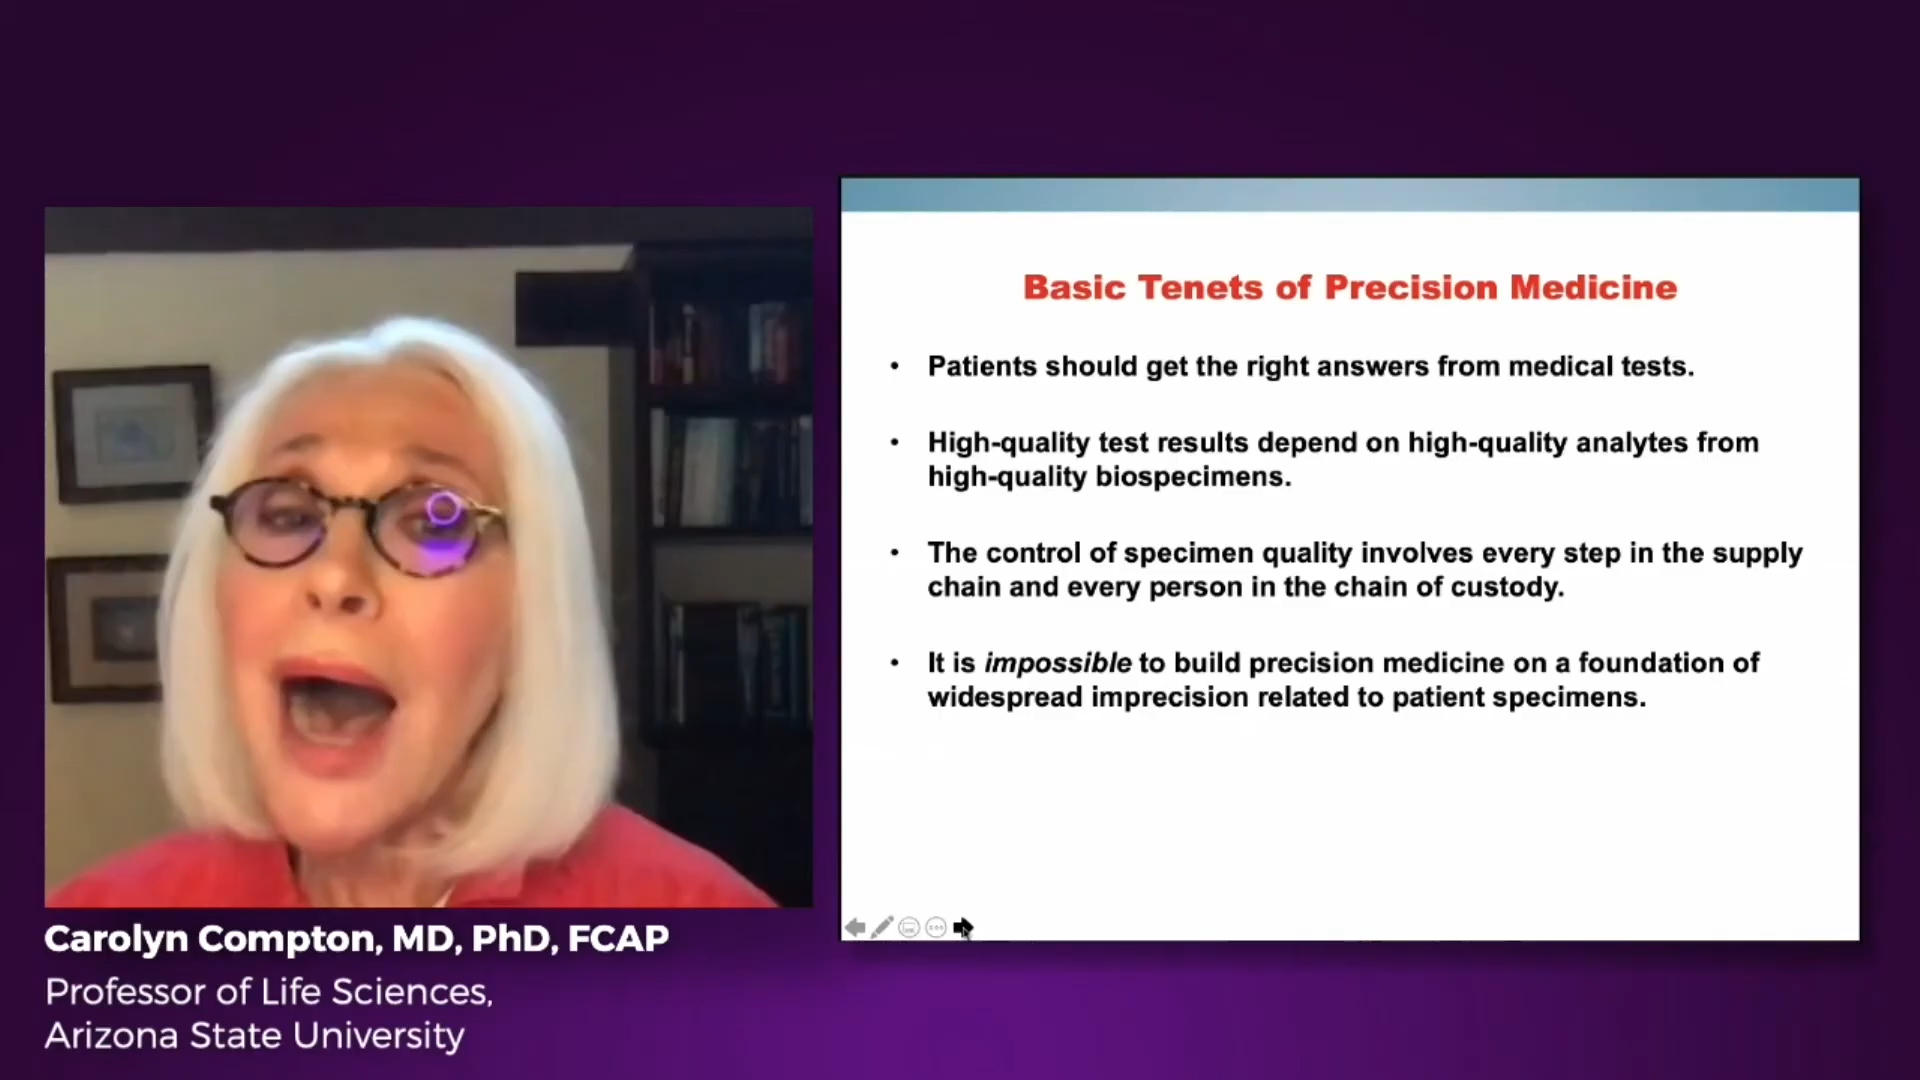 Basic Tenets of Precision Medicine
• Patients should get the right answers from medical tests.
• High-quality test results depend on high-quality analytes from
high-quality biospecimens.
• The control of specimen quality involves every step in the supply
chain and every person in the chain of custody.
• It is impossible to build precision medicine on a foundation of
widespread imprecision related to patient specimens.
Carolyn Compton, MD, PhD, FCAP
Professor of Life Sciences,
Arizona State University